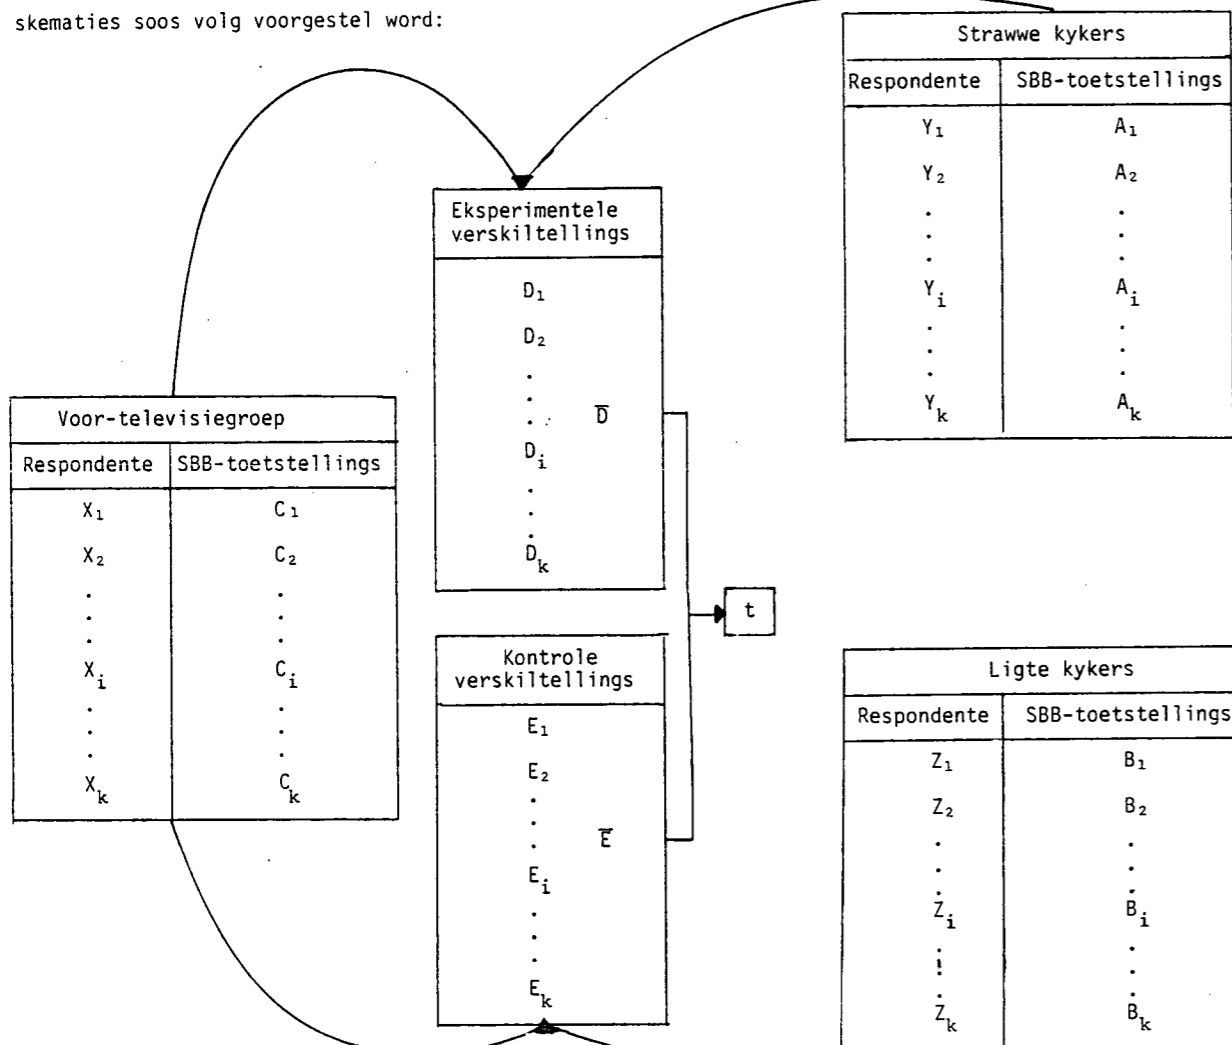 skematies soos volg voorgestel word:
Strawwe kykers
Respondente SBB-toetstellings
Y₁ A₁
Y₂ A₂
. .
. .
. .
Yᵢ Aᵢ
. .
. .
. .
Yₖ Aₖ
Eksperimentele
verskiltellings
D₁
D₂
.
.
. D̅
Dᵢ
.
.
.
Dₖ
Voor-televisiegroep
Respondente SBB-toetstellings
X₁ C₁
X₂ C₂
. .
. .
. .
Xᵢ Cᵢ
. .
. .
. .
Xₖ Cₖ
t
Kontrole
verskiltellings
E₁
E₂
.
.
. E̅
Eᵢ
.
.
.
Eₖ
Ligte kykers
Respondente SBB-toetstellings
Z₁ B₁
Z₂ B₂
. .
. .
. .
Zᵢ Bᵢ
. .
. .
. .
Zₖ Bₖ